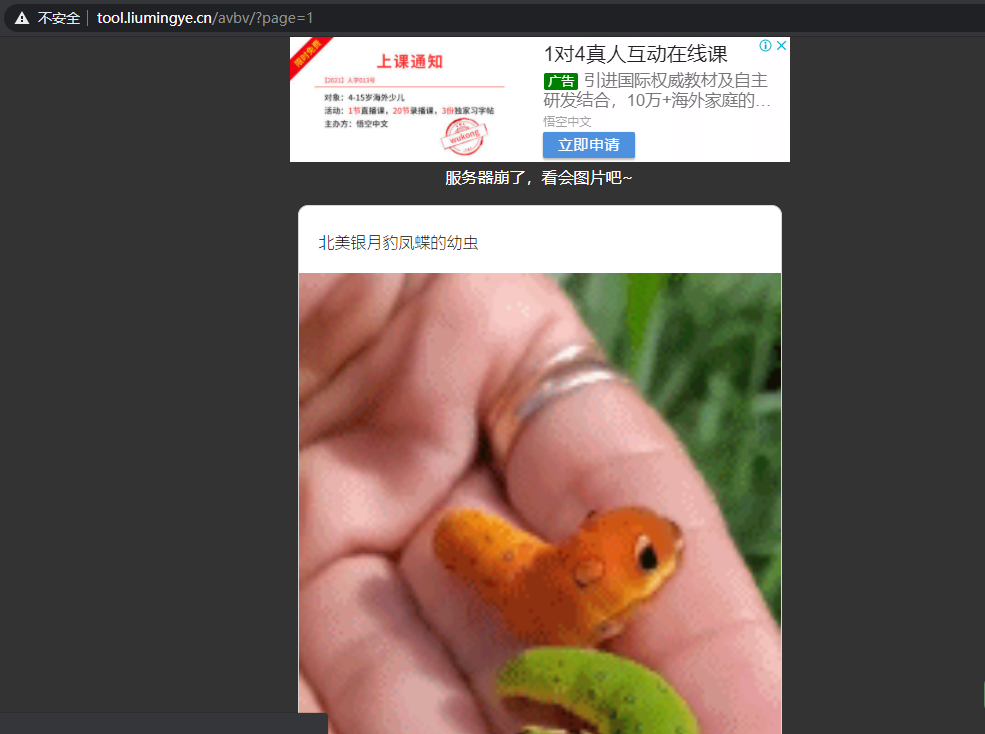 不安全 tool.liumingye.cn/avbv/?page=1
限时免费
上课通知
【2021】人字013号
对象：4-15岁海外少儿
活动：1节直播课，20节录播课，3份独家习字帖
主办方：悟空中文
wukong
1对4真人互动在线课
广告 引进国际权威教材及自主
研发结合，10万+海外家庭的…
悟空中文
立即申请
服务器崩了，看会图片吧~
北美银月豹凤蝶的幼虫